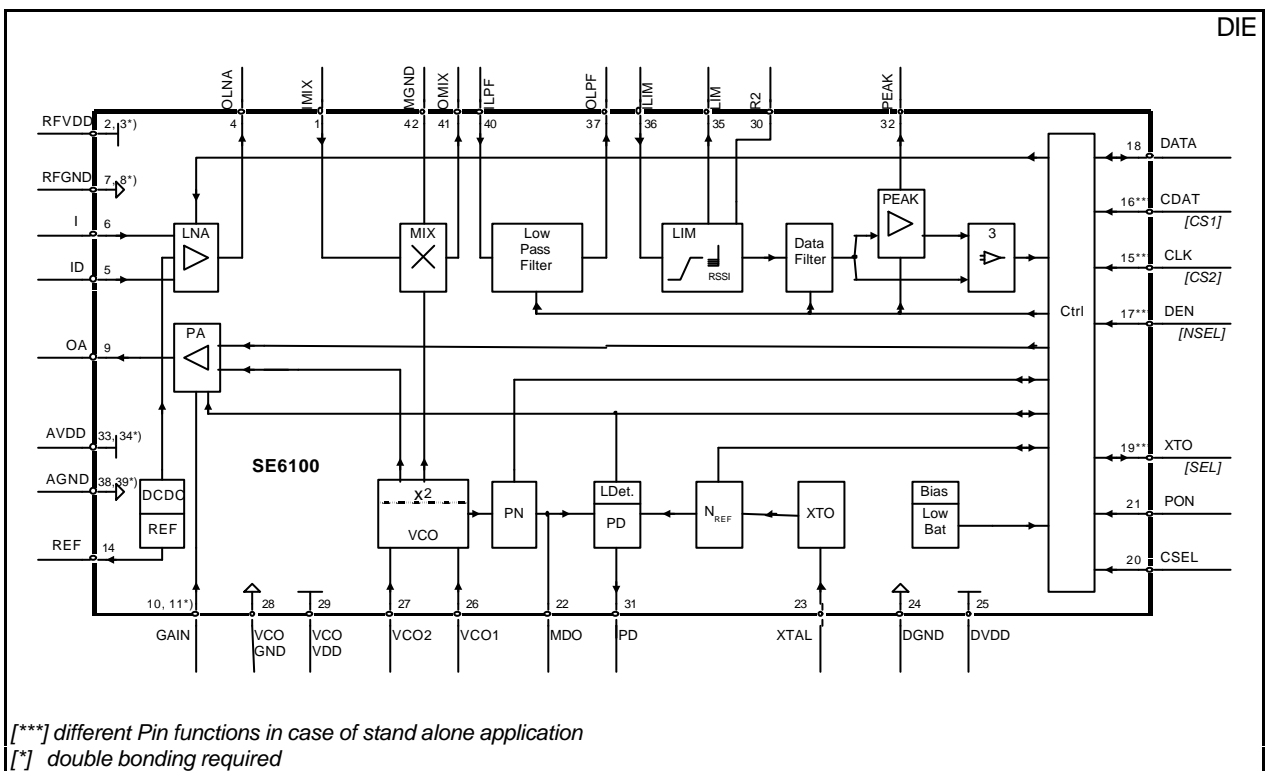 DIE
OLNA
IMIX
MGND
OMIX
ILPF
OLPF
ILIM
LIM
R2
PEAK
4
1
42
41
40
37
36
35
30
32
RFVDD 2, 3*)
RFGND 7, 8*)
I 6
ID 5
OA 9
AVDD 33, 34*)
AGND 38,39*)
REF 14
LNA
MIX
Low
Pass
Filter
LIM
RSSI
Data
Filter
PEAK
3
Ctrl
PA
SE6100
DCDC
REF
X2
VCO
PN
LDet.
PD
NREF
XTO
Bias
Low
Bat
18 DATA
16*** CDAT
[CS1]
15*** CLK
[CS2]
17*** DEN
[NSEL]
19*** XTO
[SEL]
21 PON
20 CSEL
10, 11*)
28
29
27
26
22
31
23
24
25
GAIN
VCO
GND
VCO
VDD
VCO2
VCO1
MDO
PD
XTAL
DGND
DVDD
[***] different Pin functions in case of stand alone application
[*] double bonding required